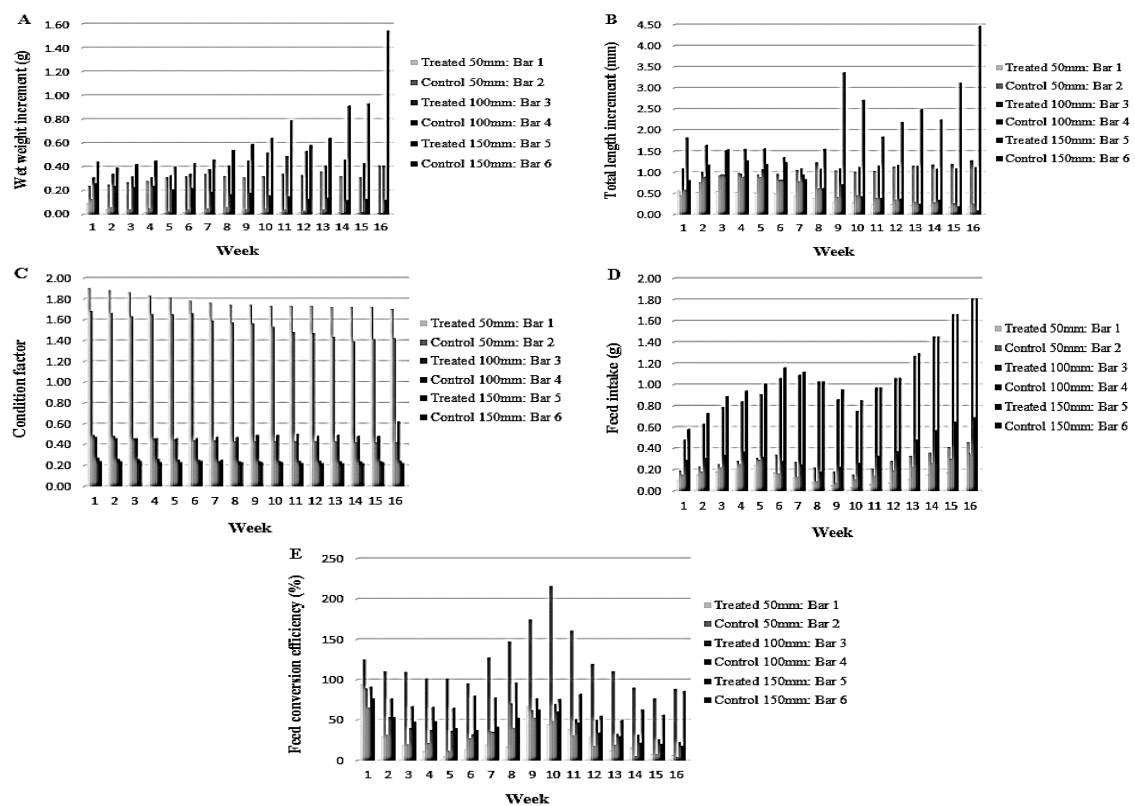 A
Wet weight increment (g)
1.60
1.40
1.20
1.00
0.80
0.60
0.40
0.20
0.00
1 2 3 4 5 6 7 8 9 10 11 12 13 14 15 16
Week
Treated 50mm: Bar 1
Control 50mm: Bar 2
Treated 100mm: Bar 3
Control 100mm: Bar 4
Treated 150mm: Bar 5
Control 150mm: Bar 6
B
Total length increment (mm)
4.50
4.00
3.50
3.00
2.50
2.00
1.50
1.00
0.50
0.00
1 2 3 4 5 6 7 8 9 10 11 12 13 14 15 16
Week
Treated 50mm: Bar 1
Control 50mm: Bar 2
Treated 100mm: Bar 3
Control 100mm: Bar 4
Treated 150mm: Bar 5
Control 150mm: Bar 6
C
Condition factor
2.00
1.80
1.60
1.40
1.20
1.00
0.80
0.60
0.40
0.20
0.00
1 2 3 4 5 6 7 8 9 10 11 12 13 14 15 16
Week
Treated 50mm: Bar 1
Control 50mm: Bar 2
Treated 100mm: Bar 3
Control 100mm: Bar 4
Treated 150mm: Bar 5
Control 150mm: Bar 6
D
Feed intake (g)
2.00
1.80
1.60
1.40
1.20
1.00
0.80
0.60
0.40
0.20
0.00
1 2 3 4 5 6 7 8 9 10 11 12 13 14 15 16
Week
Treated 50mm: Bar 1
Control 50mm: Bar 2
Treated 100mm: Bar 3
Control 100mm: Bar 4
Treated 150mm: Bar 5
Control 150mm: Bar 6
E
Feed conversion efficiency (%)
250
200
150
100
50
0
1 2 3 4 5 6 7 8 9 10 11 12 13 14 15 16
Week
Treated 50mm: Bar 1
Control 50mm: Bar 2
Treated 100mm: Bar 3
Control 100mm: Bar 4
Treated 150mm: Bar 5
Control 150mm: Bar 6